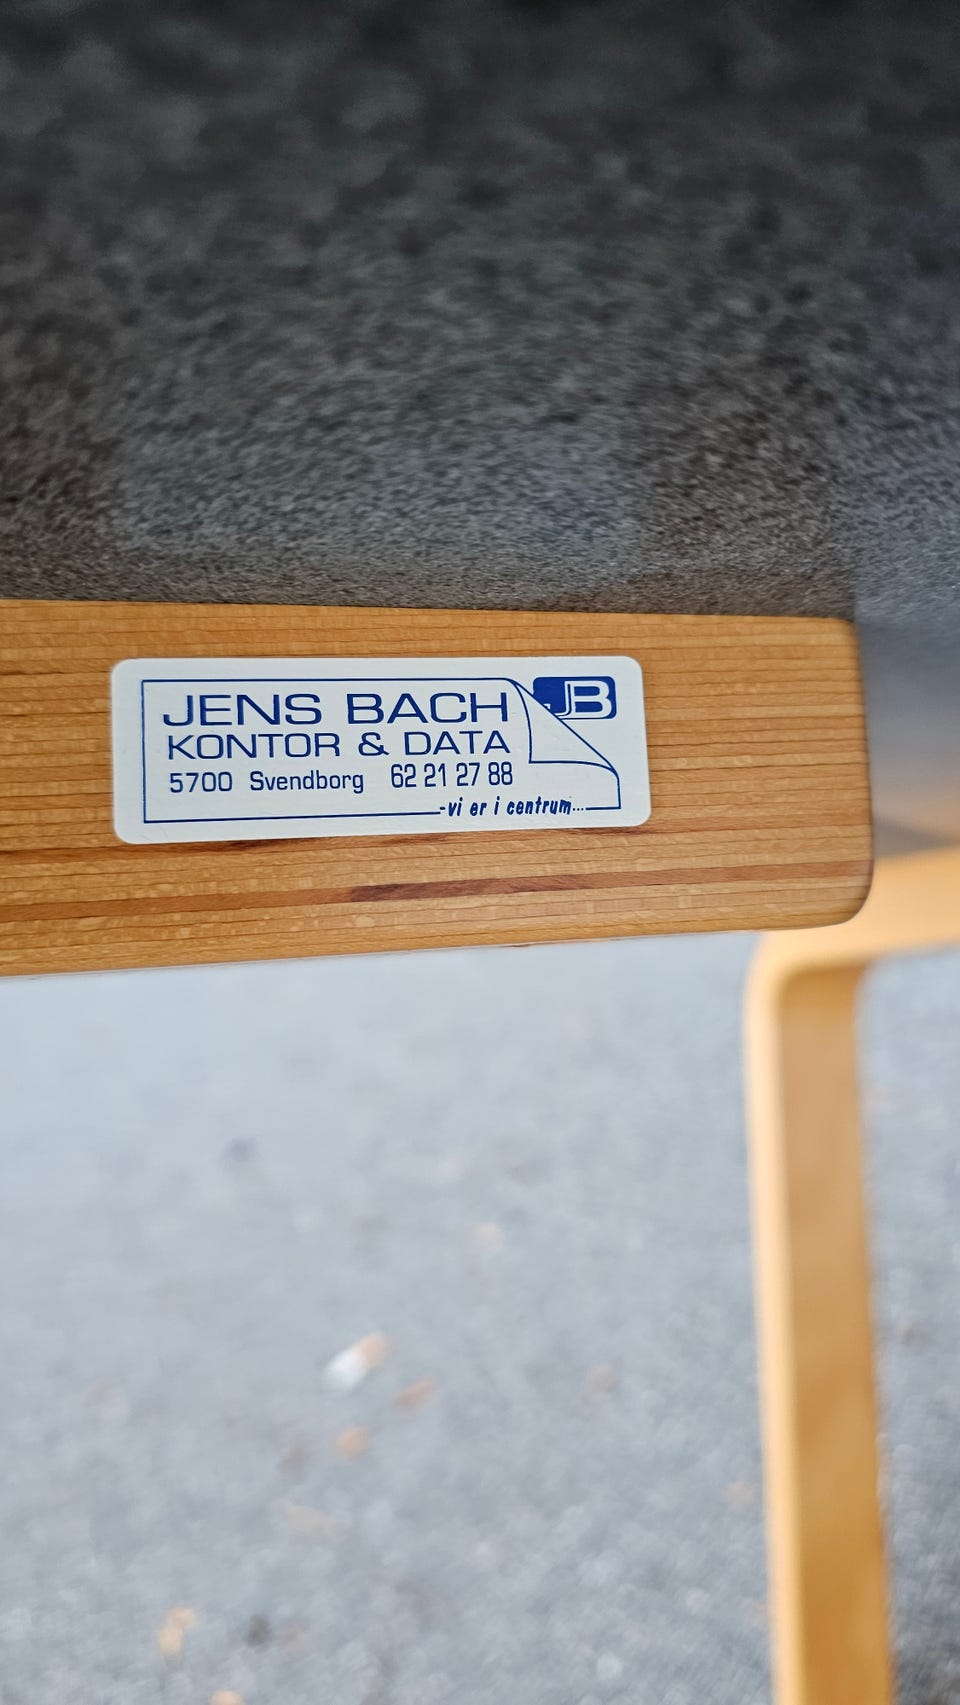 JENS BACH JB
KONTOR & DATA
5700 Svendborg 62 21 27 88
-vi er i centrum...